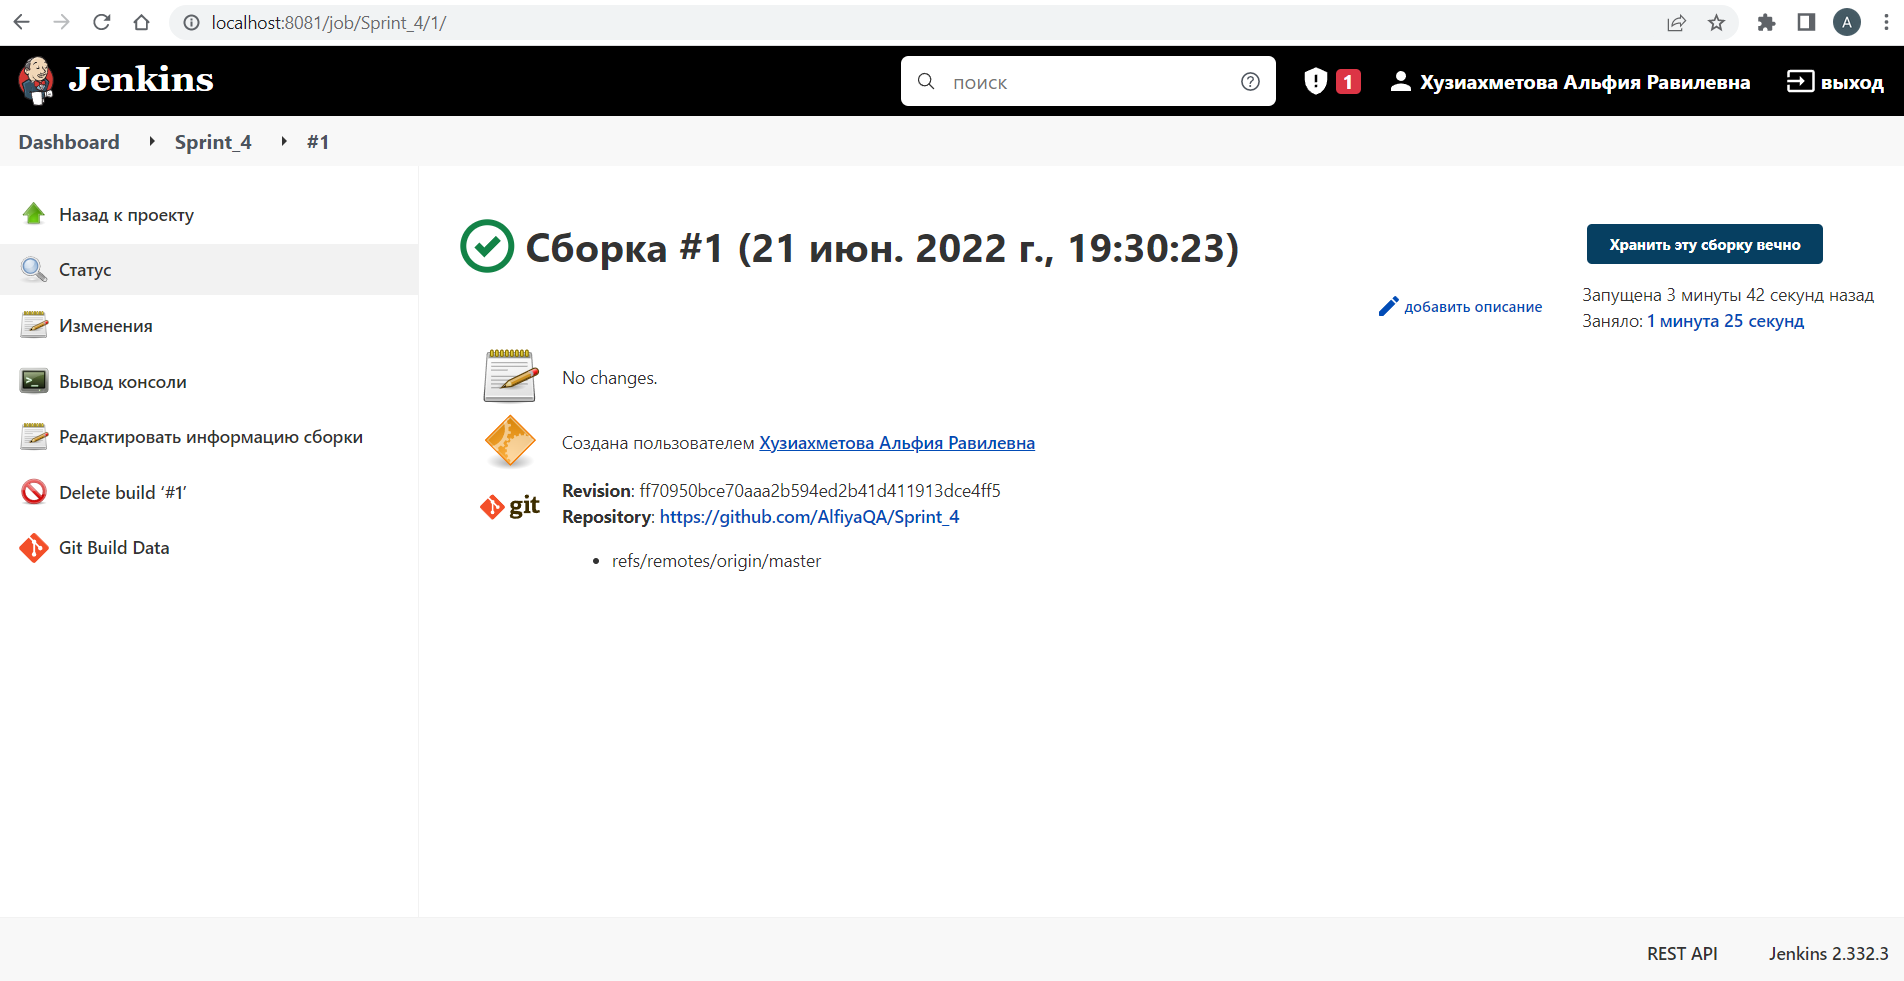 localhost:8081/job/Sprint_4/1/
A
Jenkins
поиск
1
Хузиахметова Альфия Равилевна
выход
Dashboard
Sprint_4
#1
Назад к проекту
Статус
Изменения
Вывод консоли
Редактировать информацию сборки
Delete build ‘#1’
Git Build Data
Сборка #1 (21 июн. 2022 г., 19:30:23)
Хранить эту сборку вечно
добавить описание
Запущена 3 минуты 42 секунд назад
Заняло: 1 минута 25 секунд
No changes.
Создана пользователем Хузиахметова Альфия Равилевна
git
Revision: ff70950bce70aaa2b594ed2b41d411913dce4ff5
Repository: https://github.com/AlfiyaQA/Sprint_4
• refs/remotes/origin/master
REST API
Jenkins 2.332.3